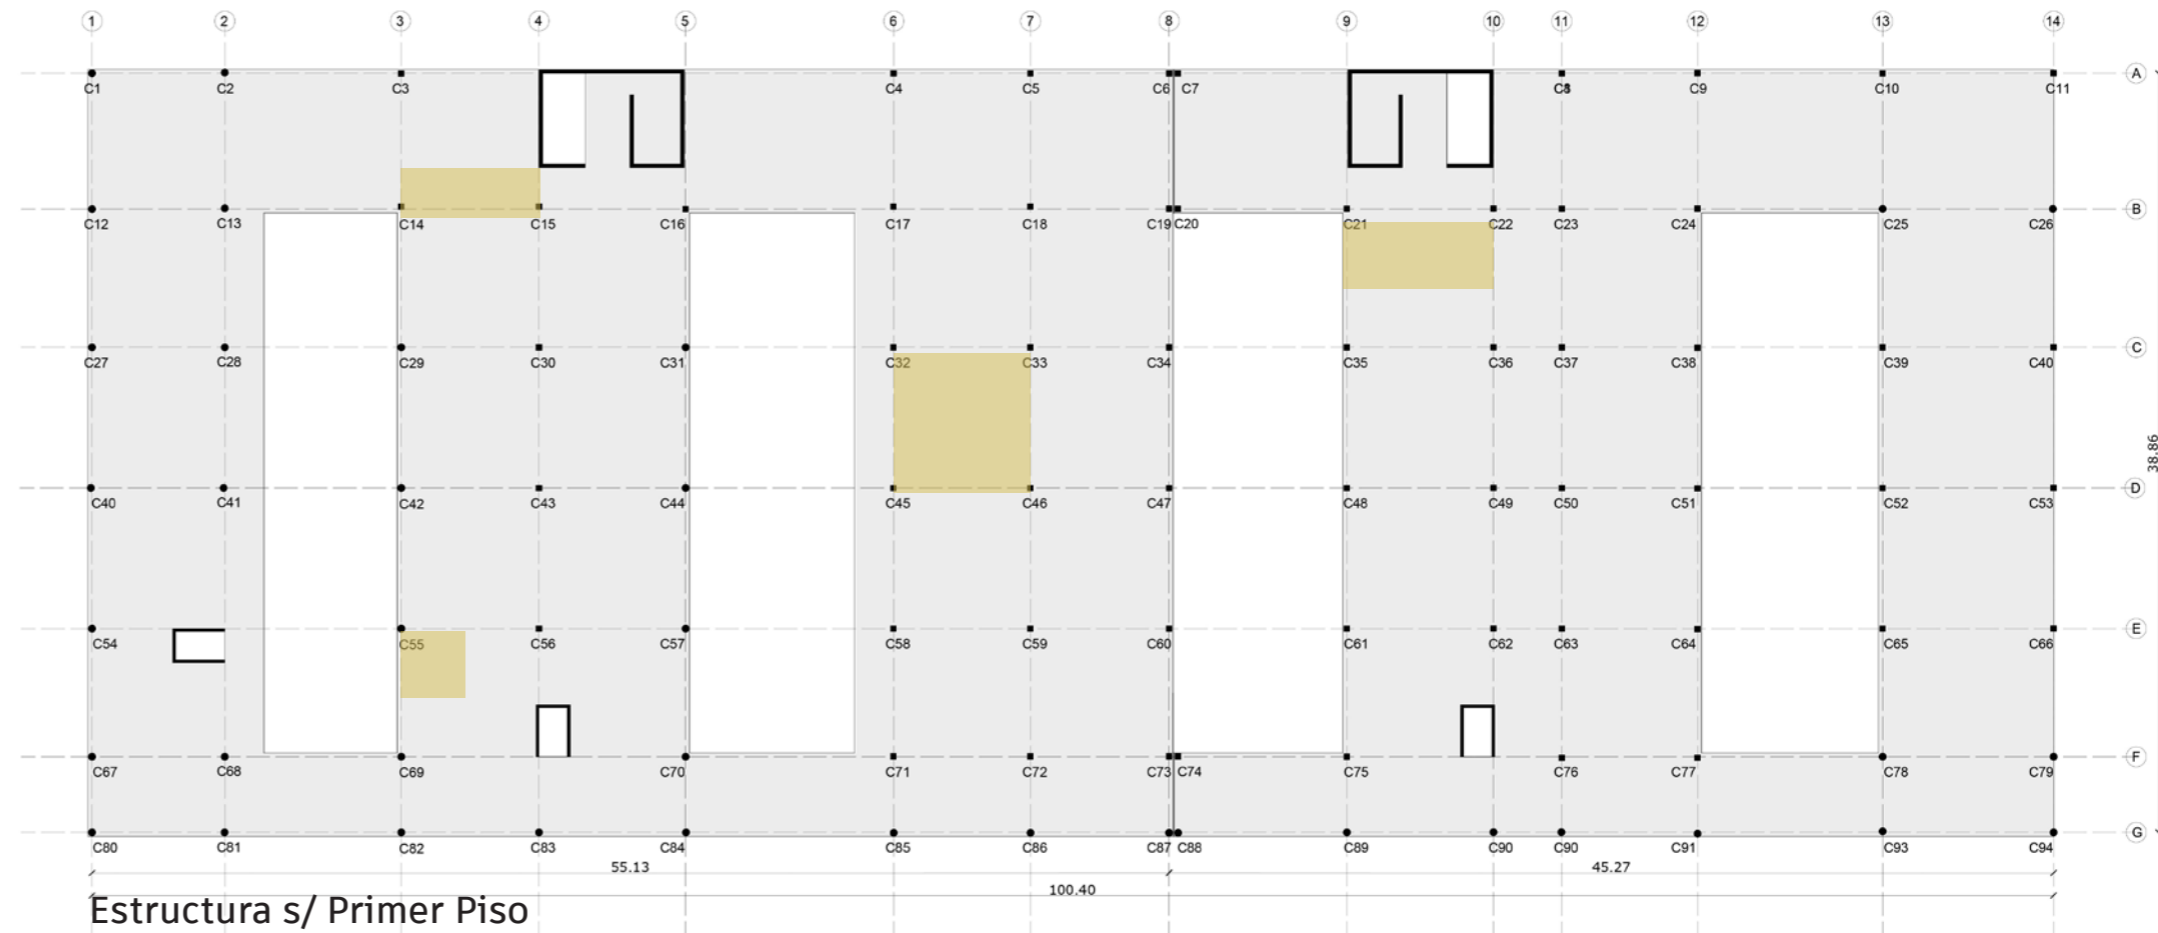 1 2 3 4 5 6 7 8 9 10 11 12 13 14
A
C1 C2 C3 C4 C5 C6 C7 C9 C10 C11
B
C12 C13 C14 C15 C16 C17 C18 C19 C20 C21 C22 C23 C24 C25 C26
C
C27 C28 C29 C30 C31 C32 C33 C34 C35 C36 C37 C38 C39 C40
38.86
D
C40 C41 C42 C43 C44 C45 C46 C47 C48 C49 C50 C51 C52 C53
E
C54 C55 C56 C57 C58 C59 C60 C61 C62 C63 C64 C65 C66
F
C67 C68 C69 C70 C71 C72 C73 C74 C75 C76 C77 C78 C79
G
C80 C81 C82 C83 C84 C85 C86 C87 C88 C89 C90 C90 C91 C93 C94
55.13 45.27
100.40
Estructura s/ Primer Piso